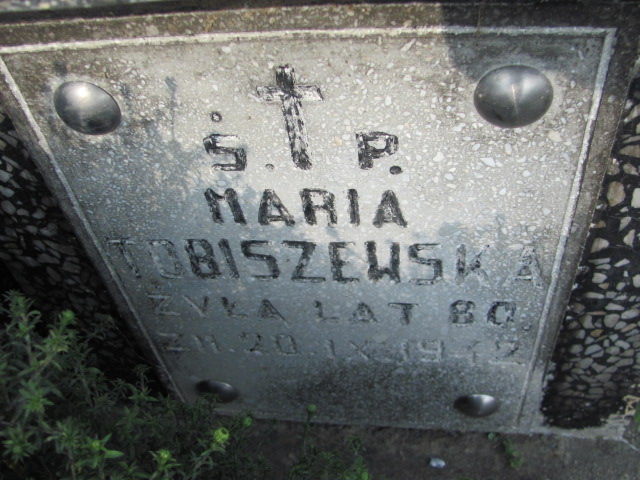 Ś. P.
MARIA
TOBISZEWSKA
ŻYŁA LAT 80.
ZM. 20.IX.1942